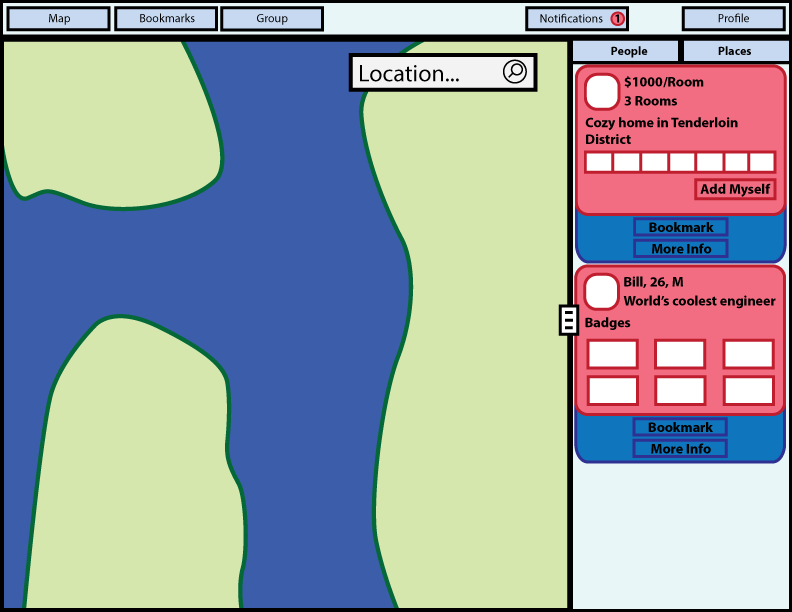 Map
Bookmarks
Group
Notifications 1
Profile
Location...
People
Places
$1000/Room
3 Rooms
Cozy home in Tenderloin
District
Add Myself
Bookmark
More Info
Bill, 26, M
World's coolest engineer
Badges
Bookmark
More Info